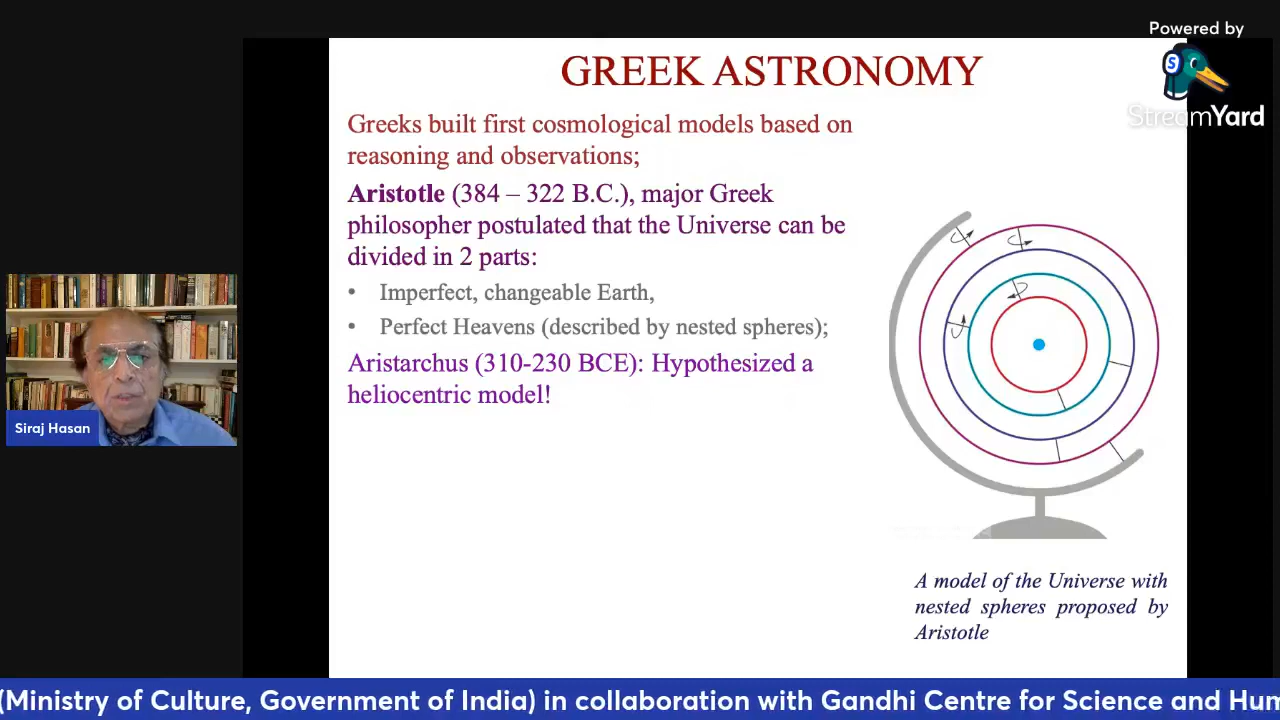 Powered by
StreamYard
GREEK ASTRONOMY
Greeks built first cosmological models based on
reasoning and observations;
Aristotle (384 – 322 B.C.), major Greek
philosopher postulated that the Universe can be
divided in 2 parts:
• Imperfect, changeable Earth,
• Perfect Heavens (described by nested spheres);
Aristarchus (310-230 BCE): Hypothesized a
heliocentric model!
A model of the Universe with
nested spheres proposed by
Aristotle
Siraj Hasan
(Ministry of Culture, Government of India) in collaboration with Gandhi Centre for Science and Hun